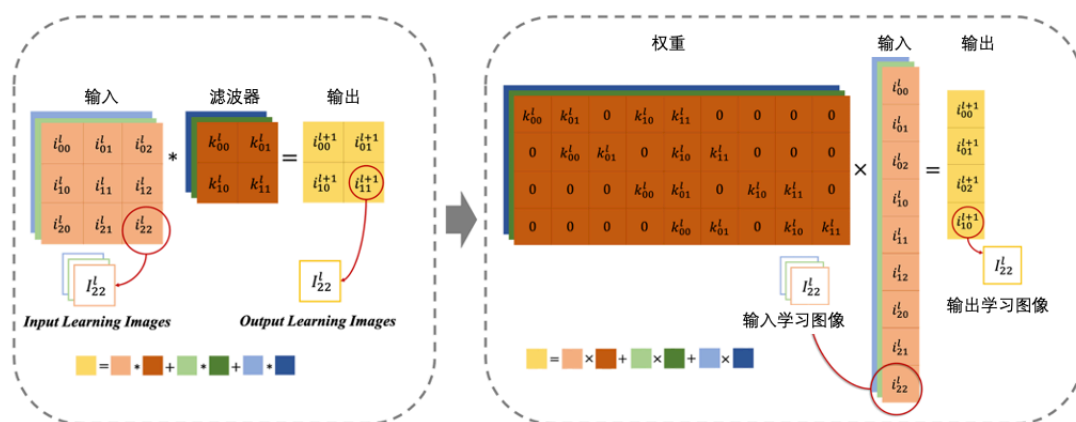 输入 滤波器 输出
i^l_00 i^l_01 i^l_02 * k^l_00 k^l_01 = i^{l+1}_00 i^{l+1}_01
i^l_10 i^l_11 i^l_12 k^l_10 k^l_11 i^{l+1}_10 i^{l+1}_11
i^l_20 i^l_21 i^l_22
I^l_22
I^l_22
Input Learning Images
Output Learning Images
= * + * + *
权重 输入 输出
k^l_00 k^l_01 0 k^l_10 k^l_11 0 0 0 0
0 k^l_00 k^l_01 0 k^l_10 k^l_11 0 0 0
0 0 0 k^l_00 k^l_01 0 k^l_10 k^l_11 0
0 0 0 0 k^l_00 k^l_01 0 k^l_10 k^l_11
×
i^l_00
i^l_01
i^l_02
i^l_10
i^l_11
i^l_12
i^l_20
i^l_21
i^l_22
=
i^{l+1}_00
i^{l+1}_01
i^{l+1}_02
i^{l+1}_10
I^l_22
输入学习图像
I^l_22
输出学习图像
= × + × + ×